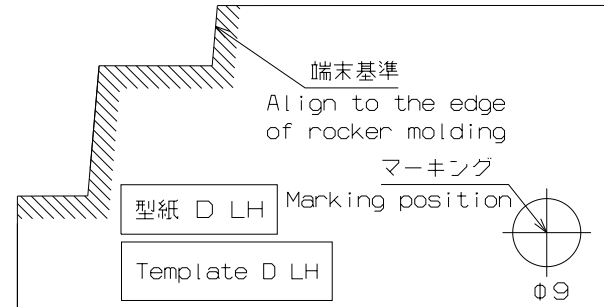 端末基準
Align to the edge
of rocker molding
マーキング
Marking position
型紙 D LH
Template D LH
φ9